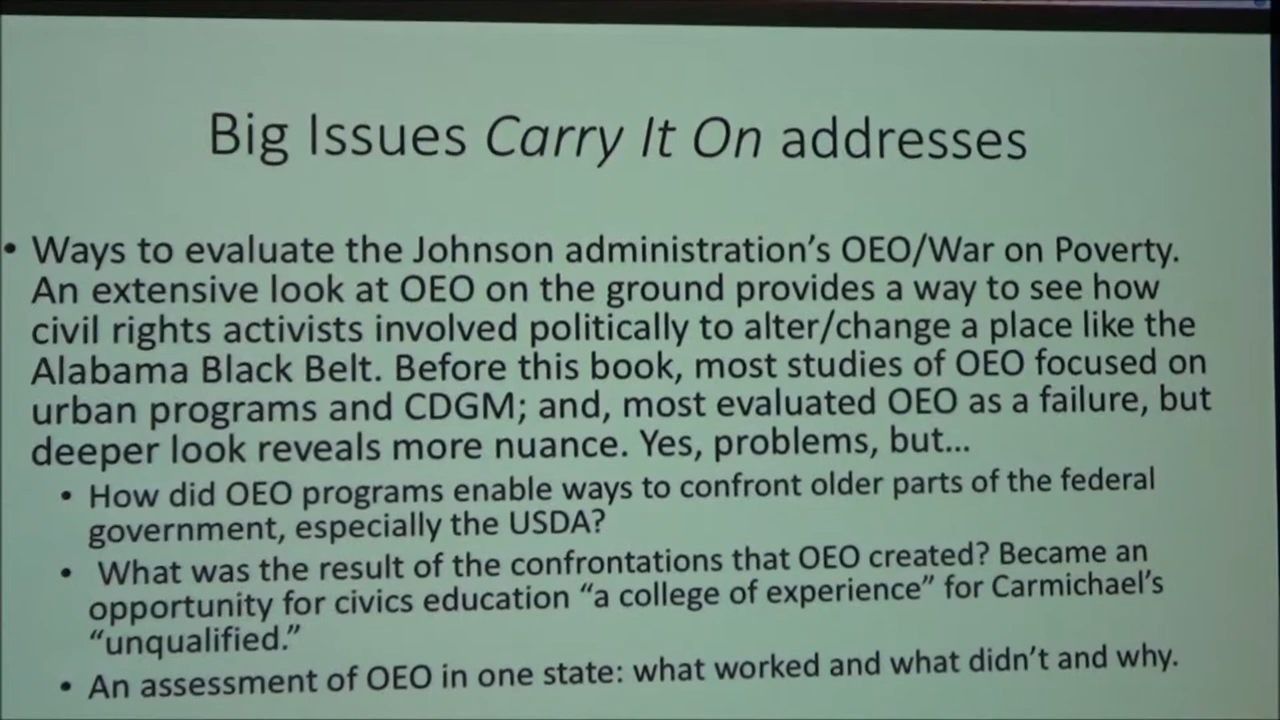 Big Issues Carry It On addresses
• Ways to evaluate the Johnson administration's OEO/War on Poverty.
An extensive look at OEO on the ground provides a way to see how
civil rights activists involved politically to alter/change a place like the
Alabama Black Belt. Before this book, most studies of OEO focused on
urban programs and CDGM; and, most evaluated OEO as a failure, but
deeper look reveals more nuance. Yes, problems, but...
• How did OEO programs enable ways to confront older parts of the federal
government, especially the USDA?
• What was the result of the confrontations that OEO created? Became an
opportunity for civics education “a college of experience” for Carmichael's
“unqualified.”
• An assessment of OEO in one state: what worked and what didn't and why.